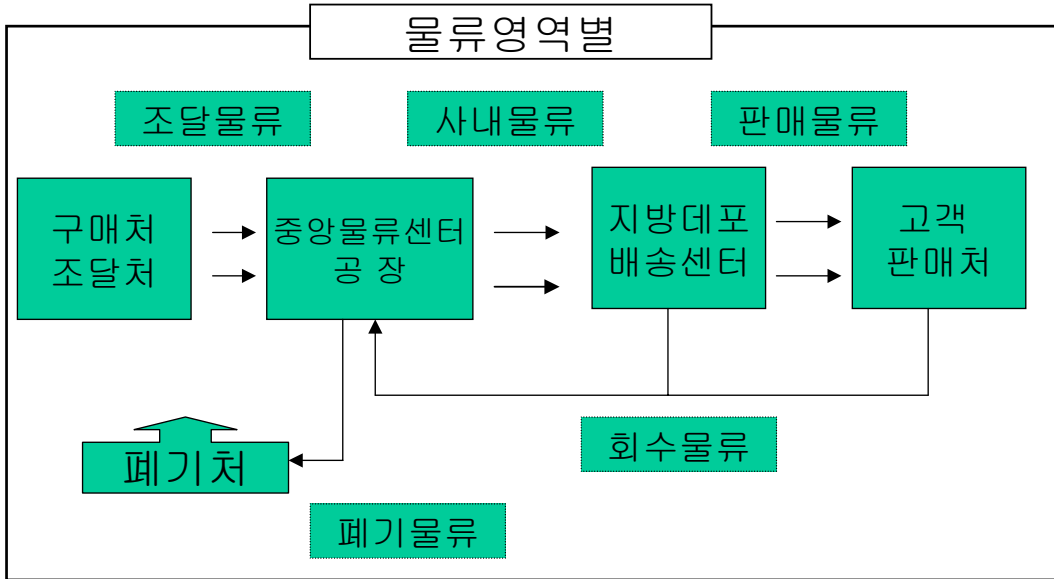 물류영역별
조달물류
사내물류
판매물류
구매처
조달처
중앙물류센터
공 장
지방데포
배송센터
고객
판매처
회수물류
폐기처
폐기물류